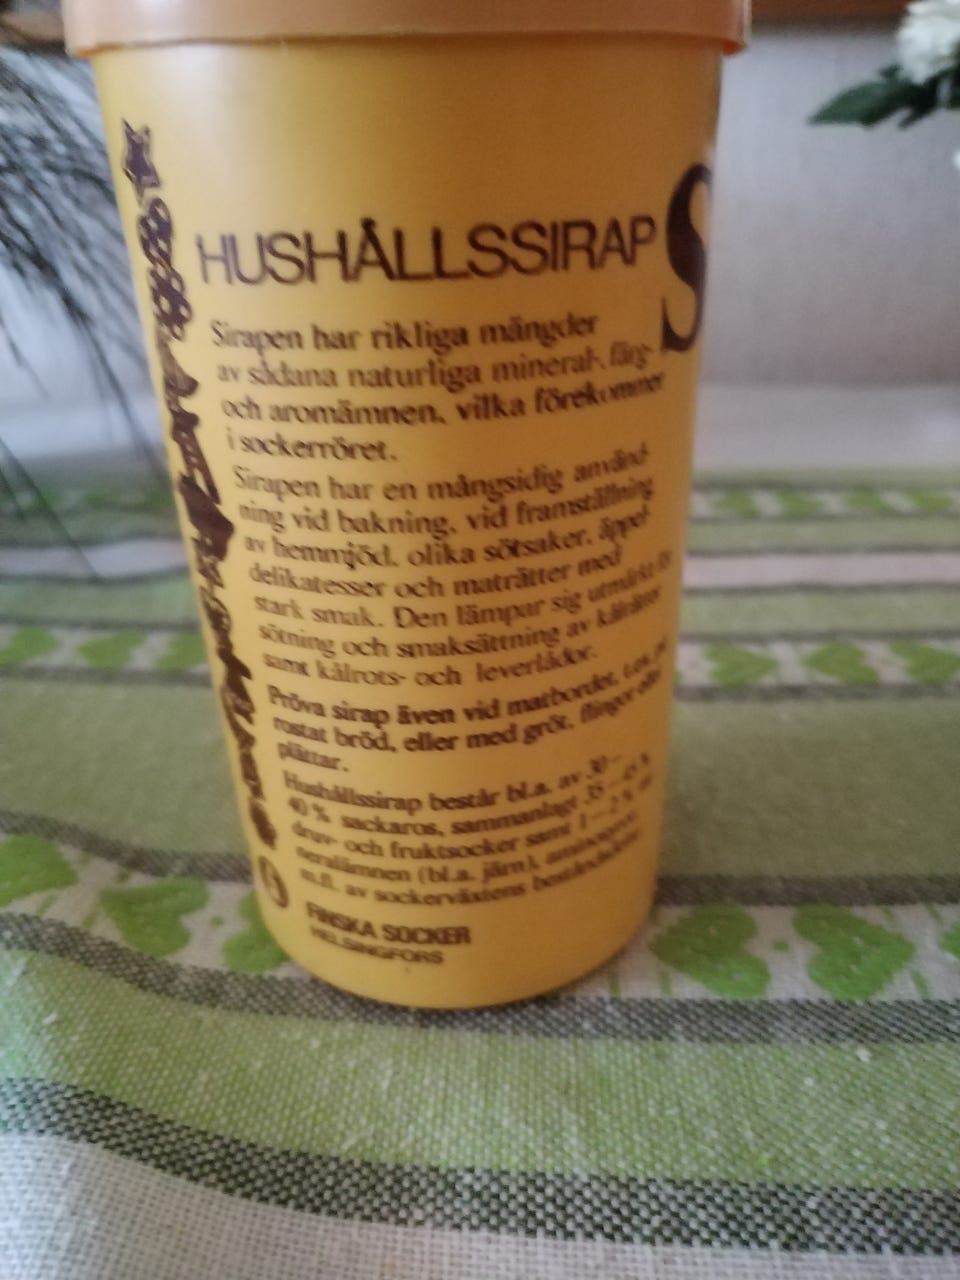 HUSHÅLLSSIRAP
S
Sirapen har rikliga mängder
av sådana naturliga mineral-, färg-
och aromämnen, vilka förekommer
i sockerröret.
Sirapen har en mångsidig använd-
ning vid bakning, vid framställning
av hemmjöd, olika sötsaker, äppel-
delikatesser och maträtter med
stark smak. Den lämpar sig utmärkt för
sötning och smaksättning av kålrätter
samt kålrots- och leverlådor.
Pröva sirap även vid matbordet, t.ex. på
rostat bröd, eller med gröt, flingor eller
plättar.
Hushållssirap består bl.a. av 30–
40 % sackaros, sammanlagt 35–45 %
druv- och fruktsocker samt 1–2 % mi-
neralämnen (bl.a. järn), aminosyror,
m.fl. av sockerväxtens beståndsdelar.
FINSKA SOCKER
HELSINGFORS